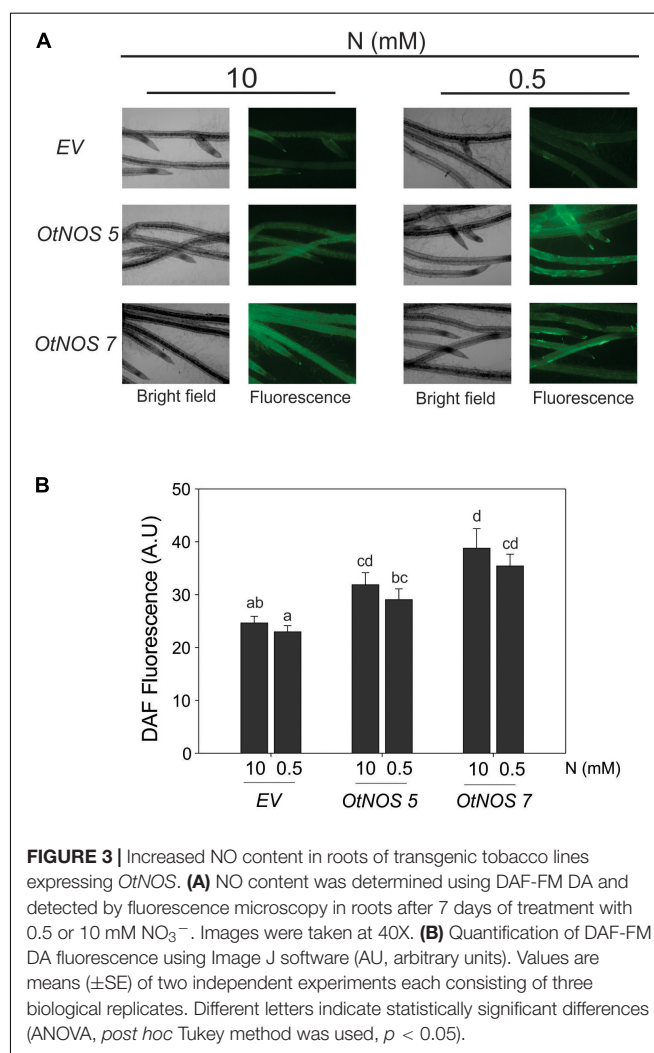 A
N (mM)
10 0.5
EV
OtNOS 5
OtNOS 7
Bright field Fluorescence Bright field Fluorescence
B
50
40
30
20
10
0
DAF Fluorescence (A.U)
ab a cd bc d cd
10 0.5 10 0.5 10 0.5 N (mM)
EV OtNOS 5 OtNOS 7
FIGURE 3 | Increased NO content in roots of transgenic tobacco lines
expressing OtNOS. (A) NO content was determined using DAF-FM DA and
detected by fluorescence microscopy in roots after 7 days of treatment with
0.5 or 10 mM NO₃⁻. Images were taken at 40X. (B) Quantification of DAF-FM
DA fluorescence using Image J software (AU, arbitrary units). Values are
means (±SE) of two independent experiments each consisting of three
biological replicates. Different letters indicate statistically significant differences
(ANOVA, post hoc Tukey method was used, p < 0.05).